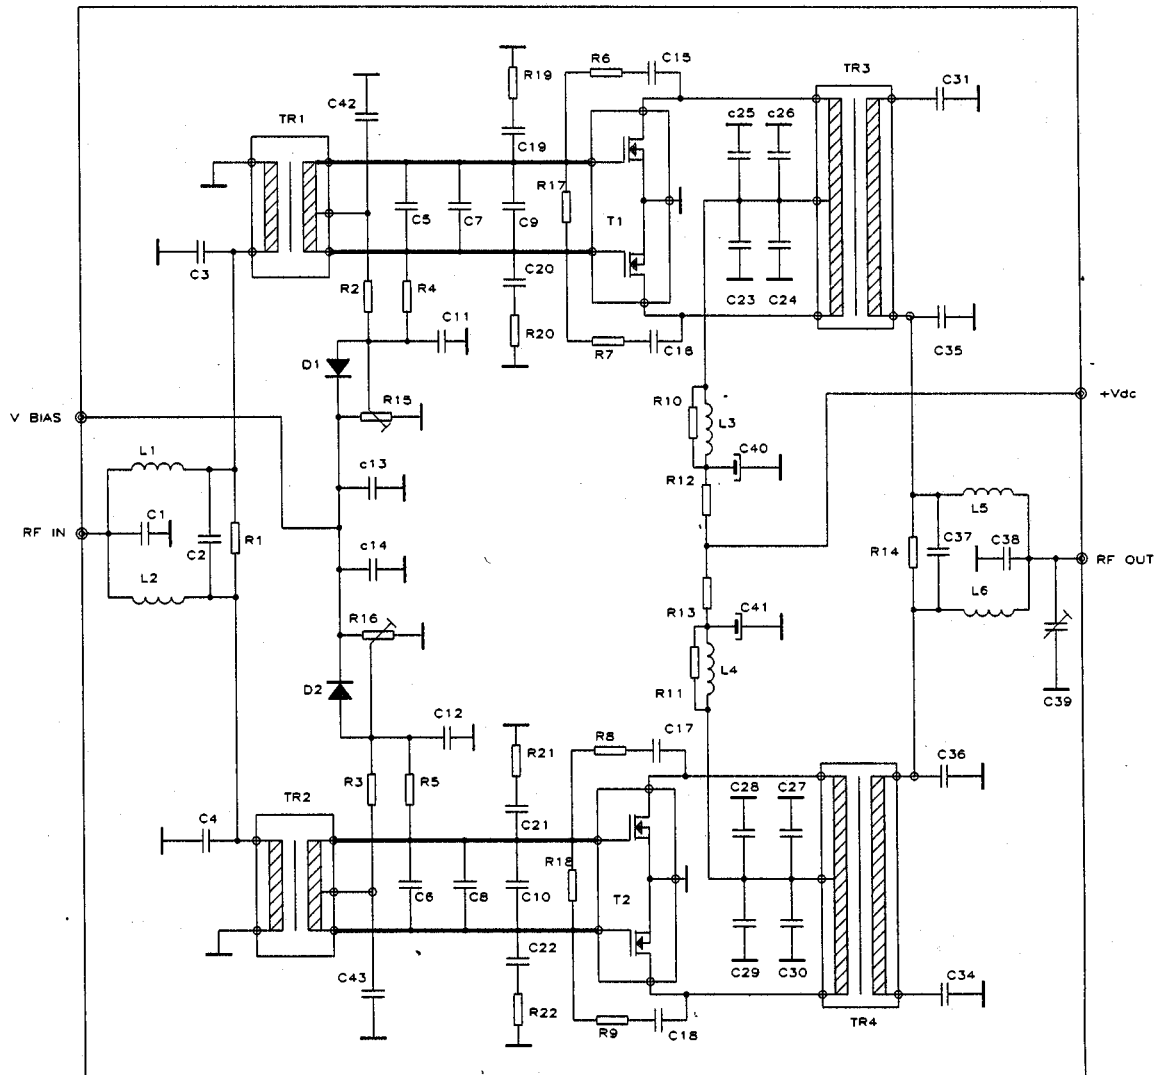 R6
C15
R19
TR3
C31
C42
TR1
c25
c26
C19
R17
C5
C7
C9
T1
C3
C20
R2
R4
C23
C24
C11
R20
C16
C35
R7
D1
R15
R10
L3
V BIAS
+Vdc
C40
L1
c13
R12
L5
C1
RF IN
C2
R1
C37
C38
R14
c14
RF OUT
L2
R13
L6
R16
C41
L4
D2
R11
C39
C12
C17
R8
R21
C36
R3
R5
TR2
C28
C27
C4
C21
R18
C6
C8
C10
T2
C22
C29
C30
C43
C34
R22
R9
C18
TR4